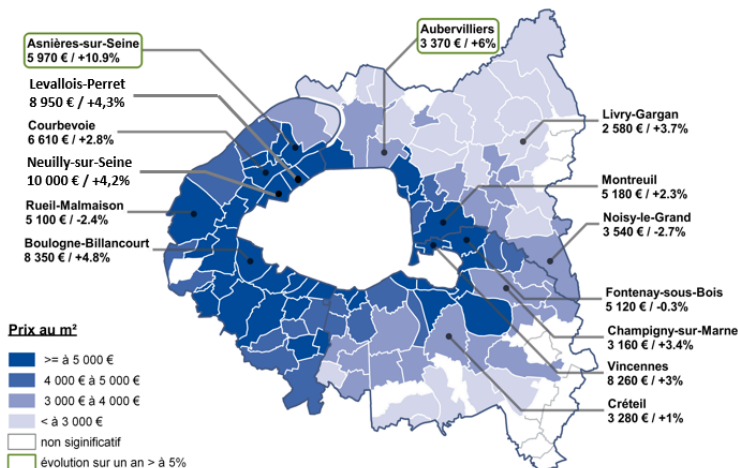 Asnières-sur-Seine
5 970 € / +10.9%
Levallois-Perret
8 950 € / +4,3%
Courbevoie
6 610 € / +2.8%
Neuilly-sur-Seine
10 000 € / +4,2%
Rueil-Malmaison
5 100 € / -2.4%
Boulogne-Billancourt
8 350 € / +4.8%
Aubervilliers
3 370 € / +6%
Livry-Gargan
2 580 € / +3.7%
Montreuil
5 180 € / +2.3%
Noisy-le-Grand
3 540 € / -2.7%
Fontenay-sous-Bois
5 120 € / -0.3%
Champigny-sur-Marne
3 160 € / +3.4%
Vincennes
8 260 € / +3%
Créteil
3 280 € / +1%
Prix au m²
>= à 5 000 €
4 000 € à 5 000 €
3 000 € à 4 000 €
< à 3 000 €
non siginificatif
évolution sur un an > à 5%